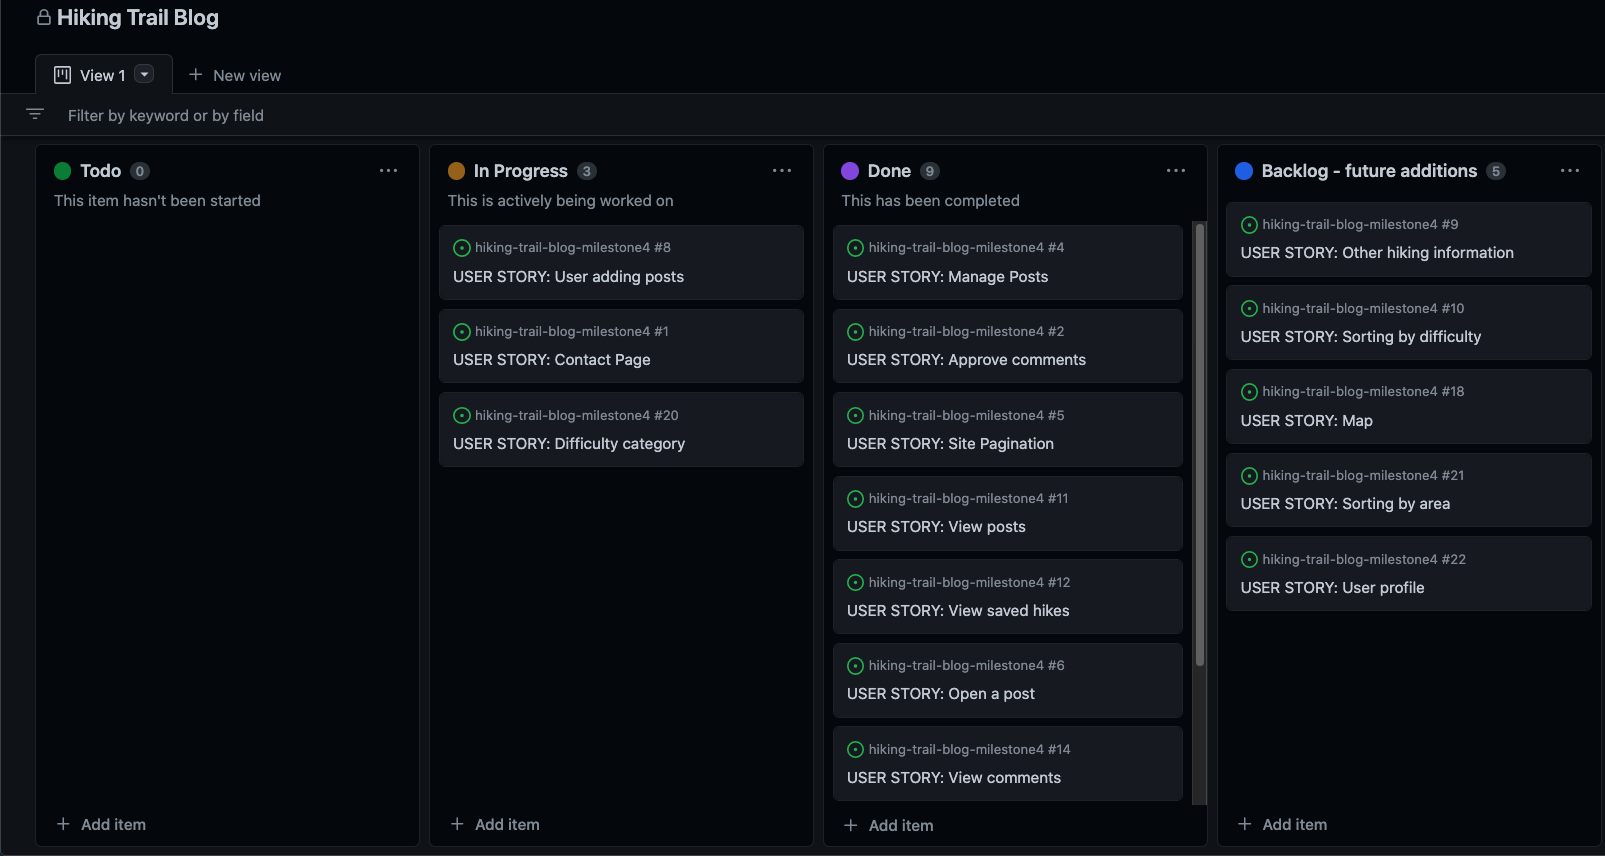 Hiking Trail Blog
View 1
New view
Filter by keyword or by field
Todo 0
This item hasn't been started
Add item
In Progress 3
This is actively being worked on
hiking-trail-blog-milestone4 #8
USER STORY: User adding posts
hiking-trail-blog-milestone4 #1
USER STORY: Contact Page
hiking-trail-blog-milestone4 #20
USER STORY: Difficulty category
Add item
Done 9
This has been completed
hiking-trail-blog-milestone4 #4
USER STORY: Manage Posts
hiking-trail-blog-milestone4 #2
USER STORY: Approve comments
hiking-trail-blog-milestone4 #5
USER STORY: Site Pagination
hiking-trail-blog-milestone4 #11
USER STORY: View posts
hiking-trail-blog-milestone4 #12
USER STORY: View saved hikes
hiking-trail-blog-milestone4 #6
USER STORY: Open a post
hiking-trail-blog-milestone4 #14
USER STORY: View comments
Add item
Backlog - future additions 5
hiking-trail-blog-milestone4 #9
USER STORY: Other hiking information
hiking-trail-blog-milestone4 #10
USER STORY: Sorting by difficulty
hiking-trail-blog-milestone4 #18
USER STORY: Map
hiking-trail-blog-milestone4 #21
USER STORY: Sorting by area
hiking-trail-blog-milestone4 #22
USER STORY: User profile
Add item